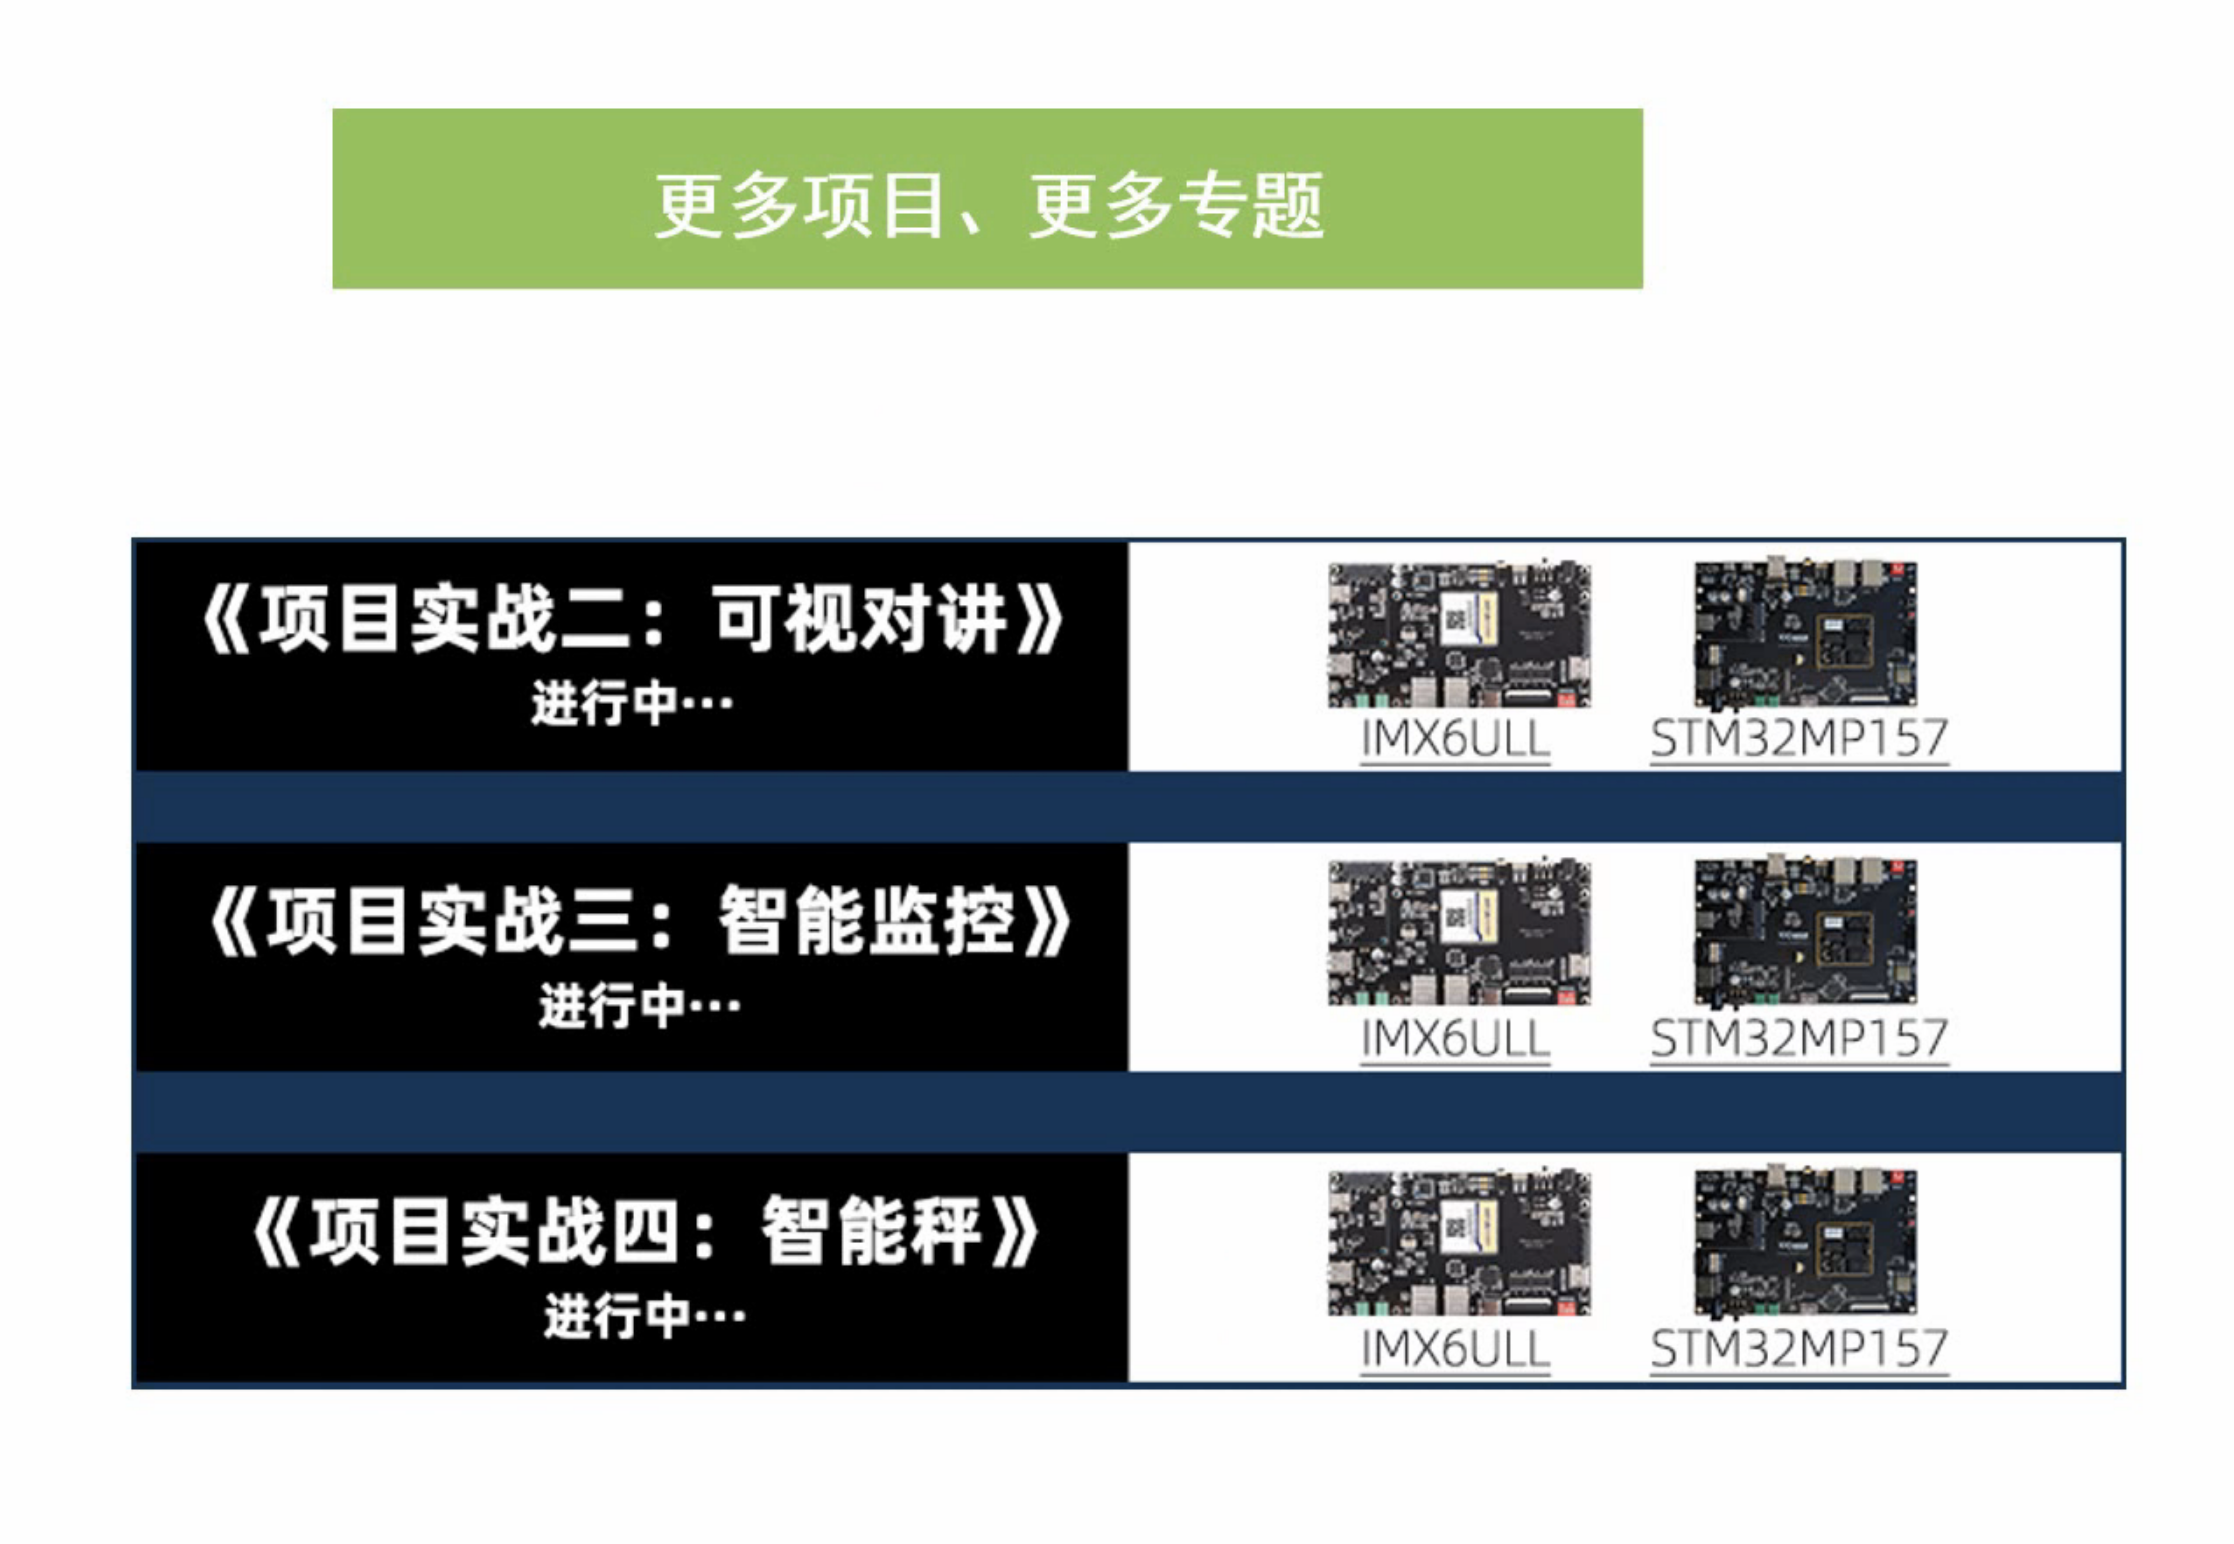 更多项目、更多专题
《项目实战二：可视对讲》
进行中···
IMX6ULL
STM32MP157
《项目实战三：智能监控》
进行中···
IMX6ULL
STM32MP157
《项目实战四：智能秤》
进行中···
IMX6ULL
STM32MP157